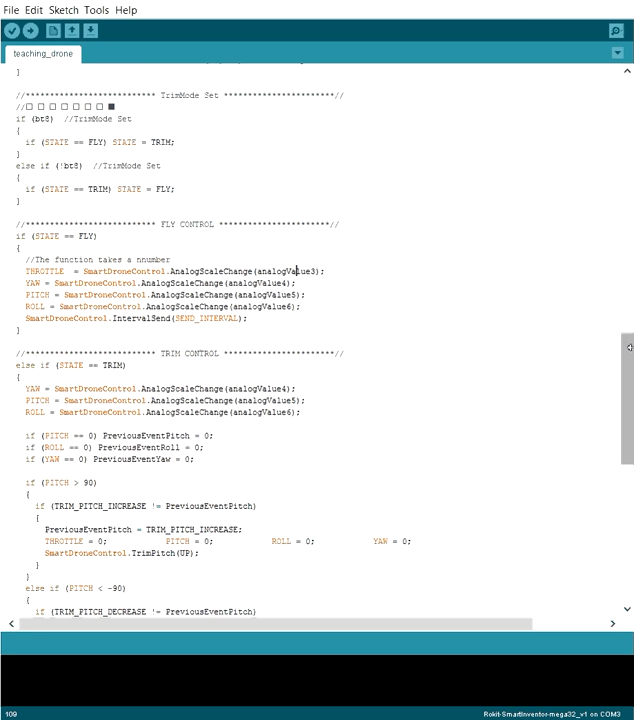 File Edit Sketch Tools Help
teaching_drone
}
//************************** TrimMode Set ***********************//
//□ □ □ □ □ □ □ ■
if (bt8)  //TrimMode Set
{
if (STATE == FLY) STATE = TRIM;
}
else if (!bt8)  //TrimMode Set
{
if (STATE == TRIM) STATE = FLY;
}
//************************** FLY CONTROL ***********************//
if (STATE == FLY)
{
//The function takes a nnumber
THROTTLE  = SmartDroneControl.AnalogScaleChange(analogValue3);
YAW = SmartDroneControl.AnalogScaleChange(analogValue4);
PITCH = SmartDroneControl.AnalogScaleChange(analogValue5);
ROLL = SmartDroneControl.AnalogScaleChange(analogValue6);
SmartDroneControl.IntervalSend(SEND_INTERVAL);
}
//************************** TRIM CONTROL ***********************//
else if (STATE == TRIM)
{
YAW = SmartDroneControl.AnalogScaleChange(analogValue4);
PITCH = SmartDroneControl.AnalogScaleChange(analogValue5);
ROLL = SmartDroneControl.AnalogScaleChange(analogValue6);
if (PITCH == 0) PreviousEventPitch = 0;
if (ROLL == 0) PreviousEventRoll = 0;
if (YAW == 0) PreviousEventYaw = 0;
if (PITCH > 90)
{
if (TRIM_PITCH_INCREASE != PreviousEventPitch)
{
PreviousEventPitch = TRIM_PITCH_INCREASE;
THROTTLE = 0; PITCH = 0; ROLL = 0; YAW = 0;
SmartDroneControl.TrimPitch(UP);
}
}
else if (PITCH < -90)
{
if (TRIM_PITCH_DECREASE != PreviousEventPitch)
109
Rokit-SmartInventor-mega32_v1 on COM3